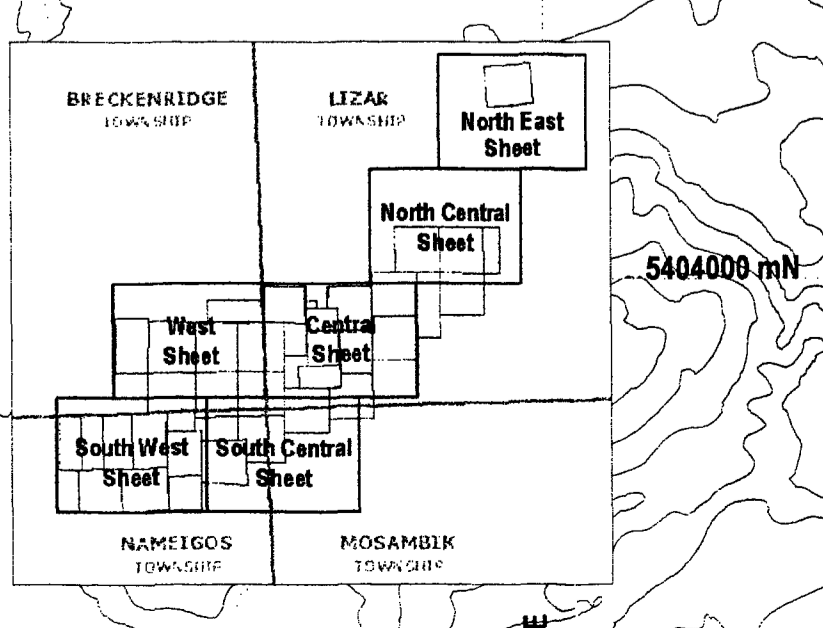 BRECKENRIDGE
TOWNSHIP
LIZAR
TOWNSHIP
North East
Sheet
North Central
Sheet
5404000 mN
West
Sheet
Central
Sheet
South West
Sheet
South Central
Sheet
NAMEIGOS
TOWNSHIP
MOSAMBIK
TOWNSHIP